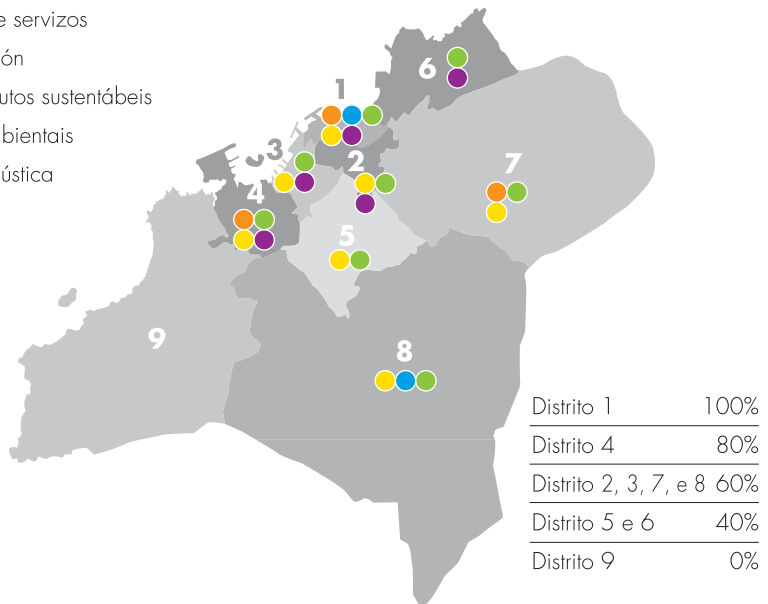 e servizos
ón
utos sustentábeis
bientais
ústica
6
1
3
2
7
4
5
9
8
Distrito 1 100%
Distrito 4 80%
Distrito 2, 3, 7, e 8 60%
Distrito 5 e 6 40%
Distrito 9 0%